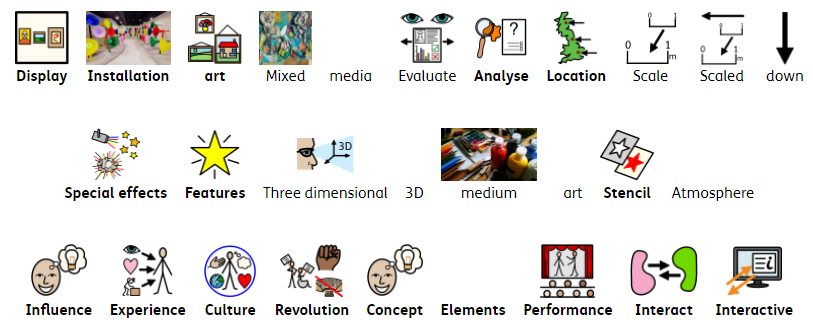 Display Installation art Mixed media Evaluate Analyse Location Scale Scaled down
Special effects Features Three dimensional 3D medium art Stencil Atmosphere
Influence Experience Culture Revolution Concept Elements Performance Interact Interactive